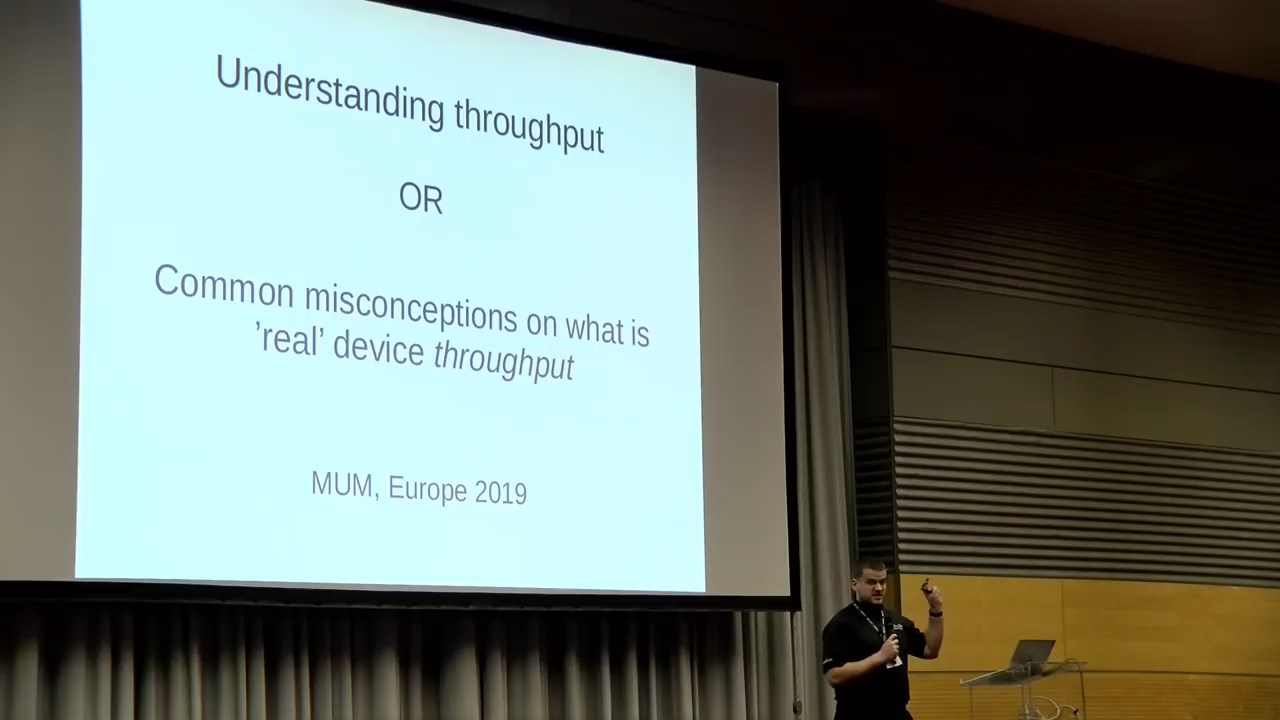 Understanding throughput
OR
Common misconceptions on what is
’real’ device throughput
MUM, Europe 2019